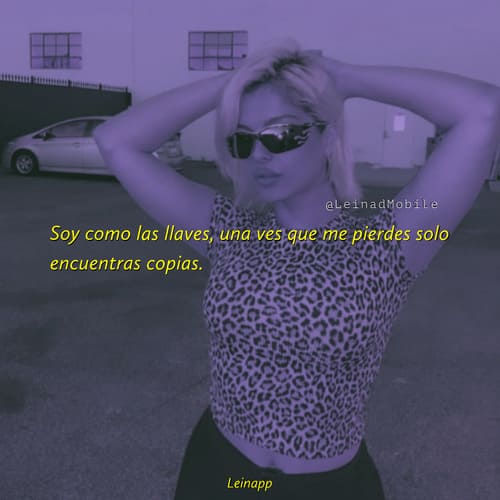 @LeinadMobile
Soy como las llaves, una ves que me pierdes solo
encuentras copias.
Leinapp